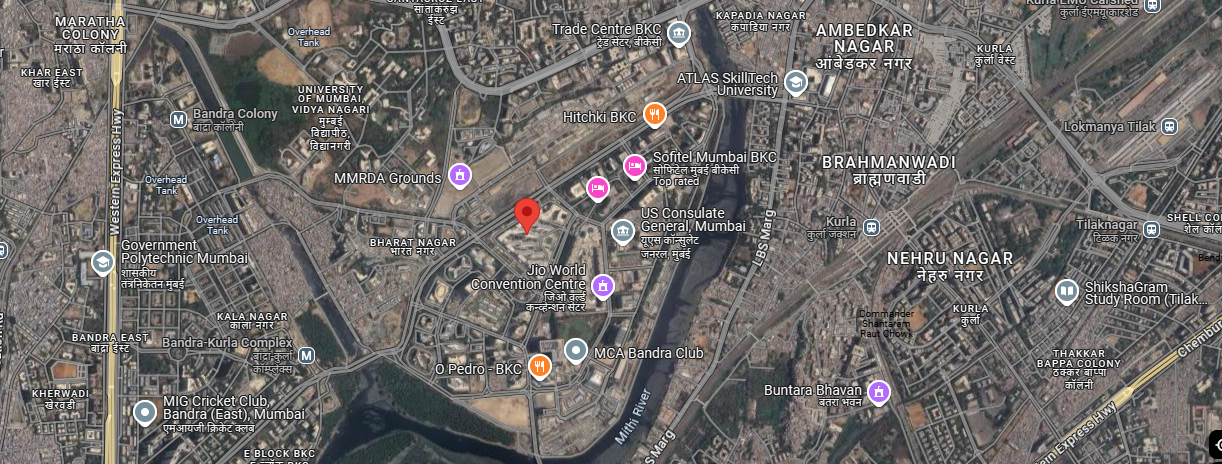 MARATHA
COLONY
मराठा कॉलनी
सांताक्रुझ
ईस्ट
Overhead
Tank
Trade Centre BKC
ट्रेड सेंटर, बीकेसी
KAPADIA NAGAR
कपाडिया नगर
AMBEDKAR
NAGAR
आंबेडकर नगर
कुर्ला ईएमयू कारशेड
KURLA
कुर्ला वेस्ट
KHAR EAST
खार ईस्ट
UNIVERSITY
OF MUMBAI,
VIDYA NAGARI
मुम्बई
विद्यापीठ,
विद्यानगरी
ATLAS SkillTech
University
Bandra Colony
बांद्रा कॉलोनी
Hitchki BKC
Lokmanya Tilak
Western Express Hwy
Overhead
Tank
MMRDA Grounds
Sofitel Mumbai BKC
सोफिटेल मुंबई बीकेसी
Top rated
BRAHMANWADI
ब्राह्मणवाडी
Overhead
Tank
US Consulate
General, Mumbai
यूएस कॉन्सुलेट
जनरल, मुंबई
LBS Marg
Kurla
कुर्ला जंक्शन
Tilaknagar
टिळक नगर
SHELL COL
शेल कॉल
BHARAT NAGAR
भारत नगर
Government
Polytechnic Mumbai
शासकीय
तंत्रनिकेतन मुंबई
NEHRU NAGAR
नेहरु नगर
Jio World
Convention Centre
जिओ वर्ल्ड
कन्व्हेन्शन सेंटर
ShikshaGram
Study Room (Tilak...
KALA NAGAR
काला नगर
Commander
Shantaram
Raut Chowk
KURLA
कुर्ला
BANDRA EAST
बांद्रा ईस्ट
Bandra-Kurla Complex
बांद्रा-कुर्ला
कॉम्प्लेक्स
MCA Bandra Club
O Pedro - BKC
THAKKAR
BAPPA COLONY
ठक्कर बाप्पा
कॉलनी
KHERWADI
खेरवडी
MIG Cricket Club,
Bandra (East), Mumbai
एमआयजी क्रिकेट क्लब
Buntara Bhavan
बंतरा भवन
Mithi River
S Marg
E BLOCK BKC